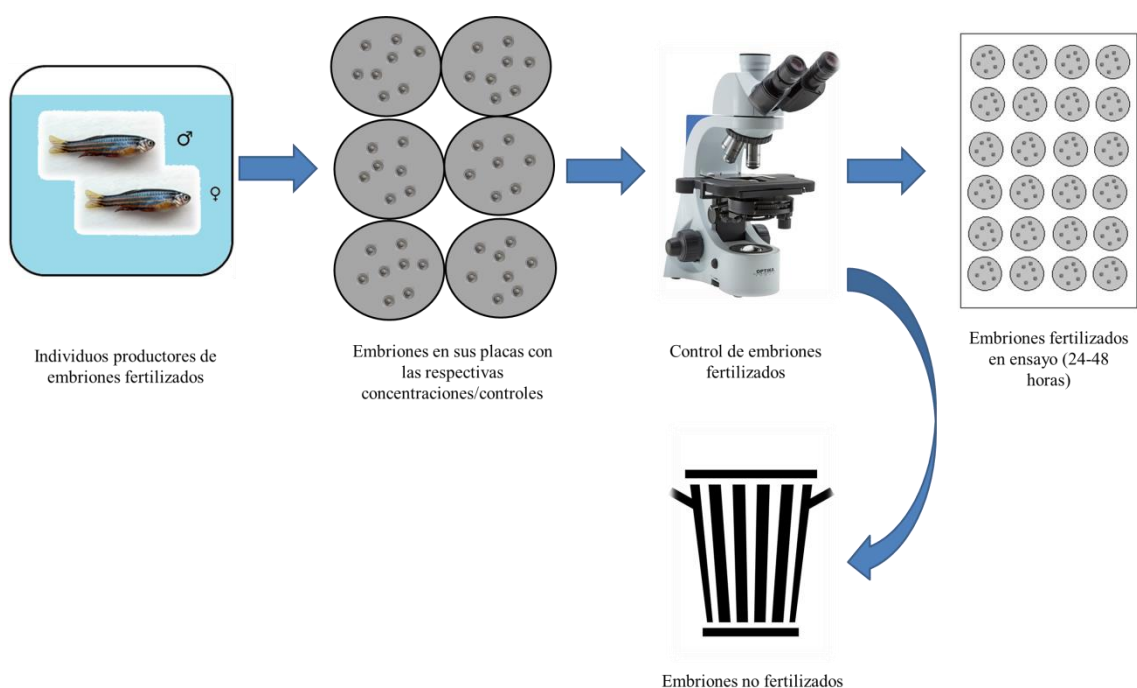 ♂
♀
Individuos productores de
embriones fertilizados
Embriones en sus placas con
las respectivas
concentraciones/controles
OPTIKA
Control de embriones
fertilizados
Embriones fertilizados
en ensayo (24-48
horas)
Embriones no fertilizados